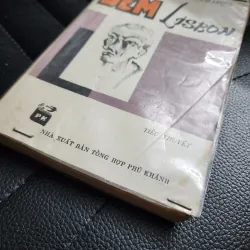 ĐÊM
LISBON
TIỂU THUYẾT
PK
NHÀ XUẤT BẢN TỔNG HỢP PHÚ KHÁNH